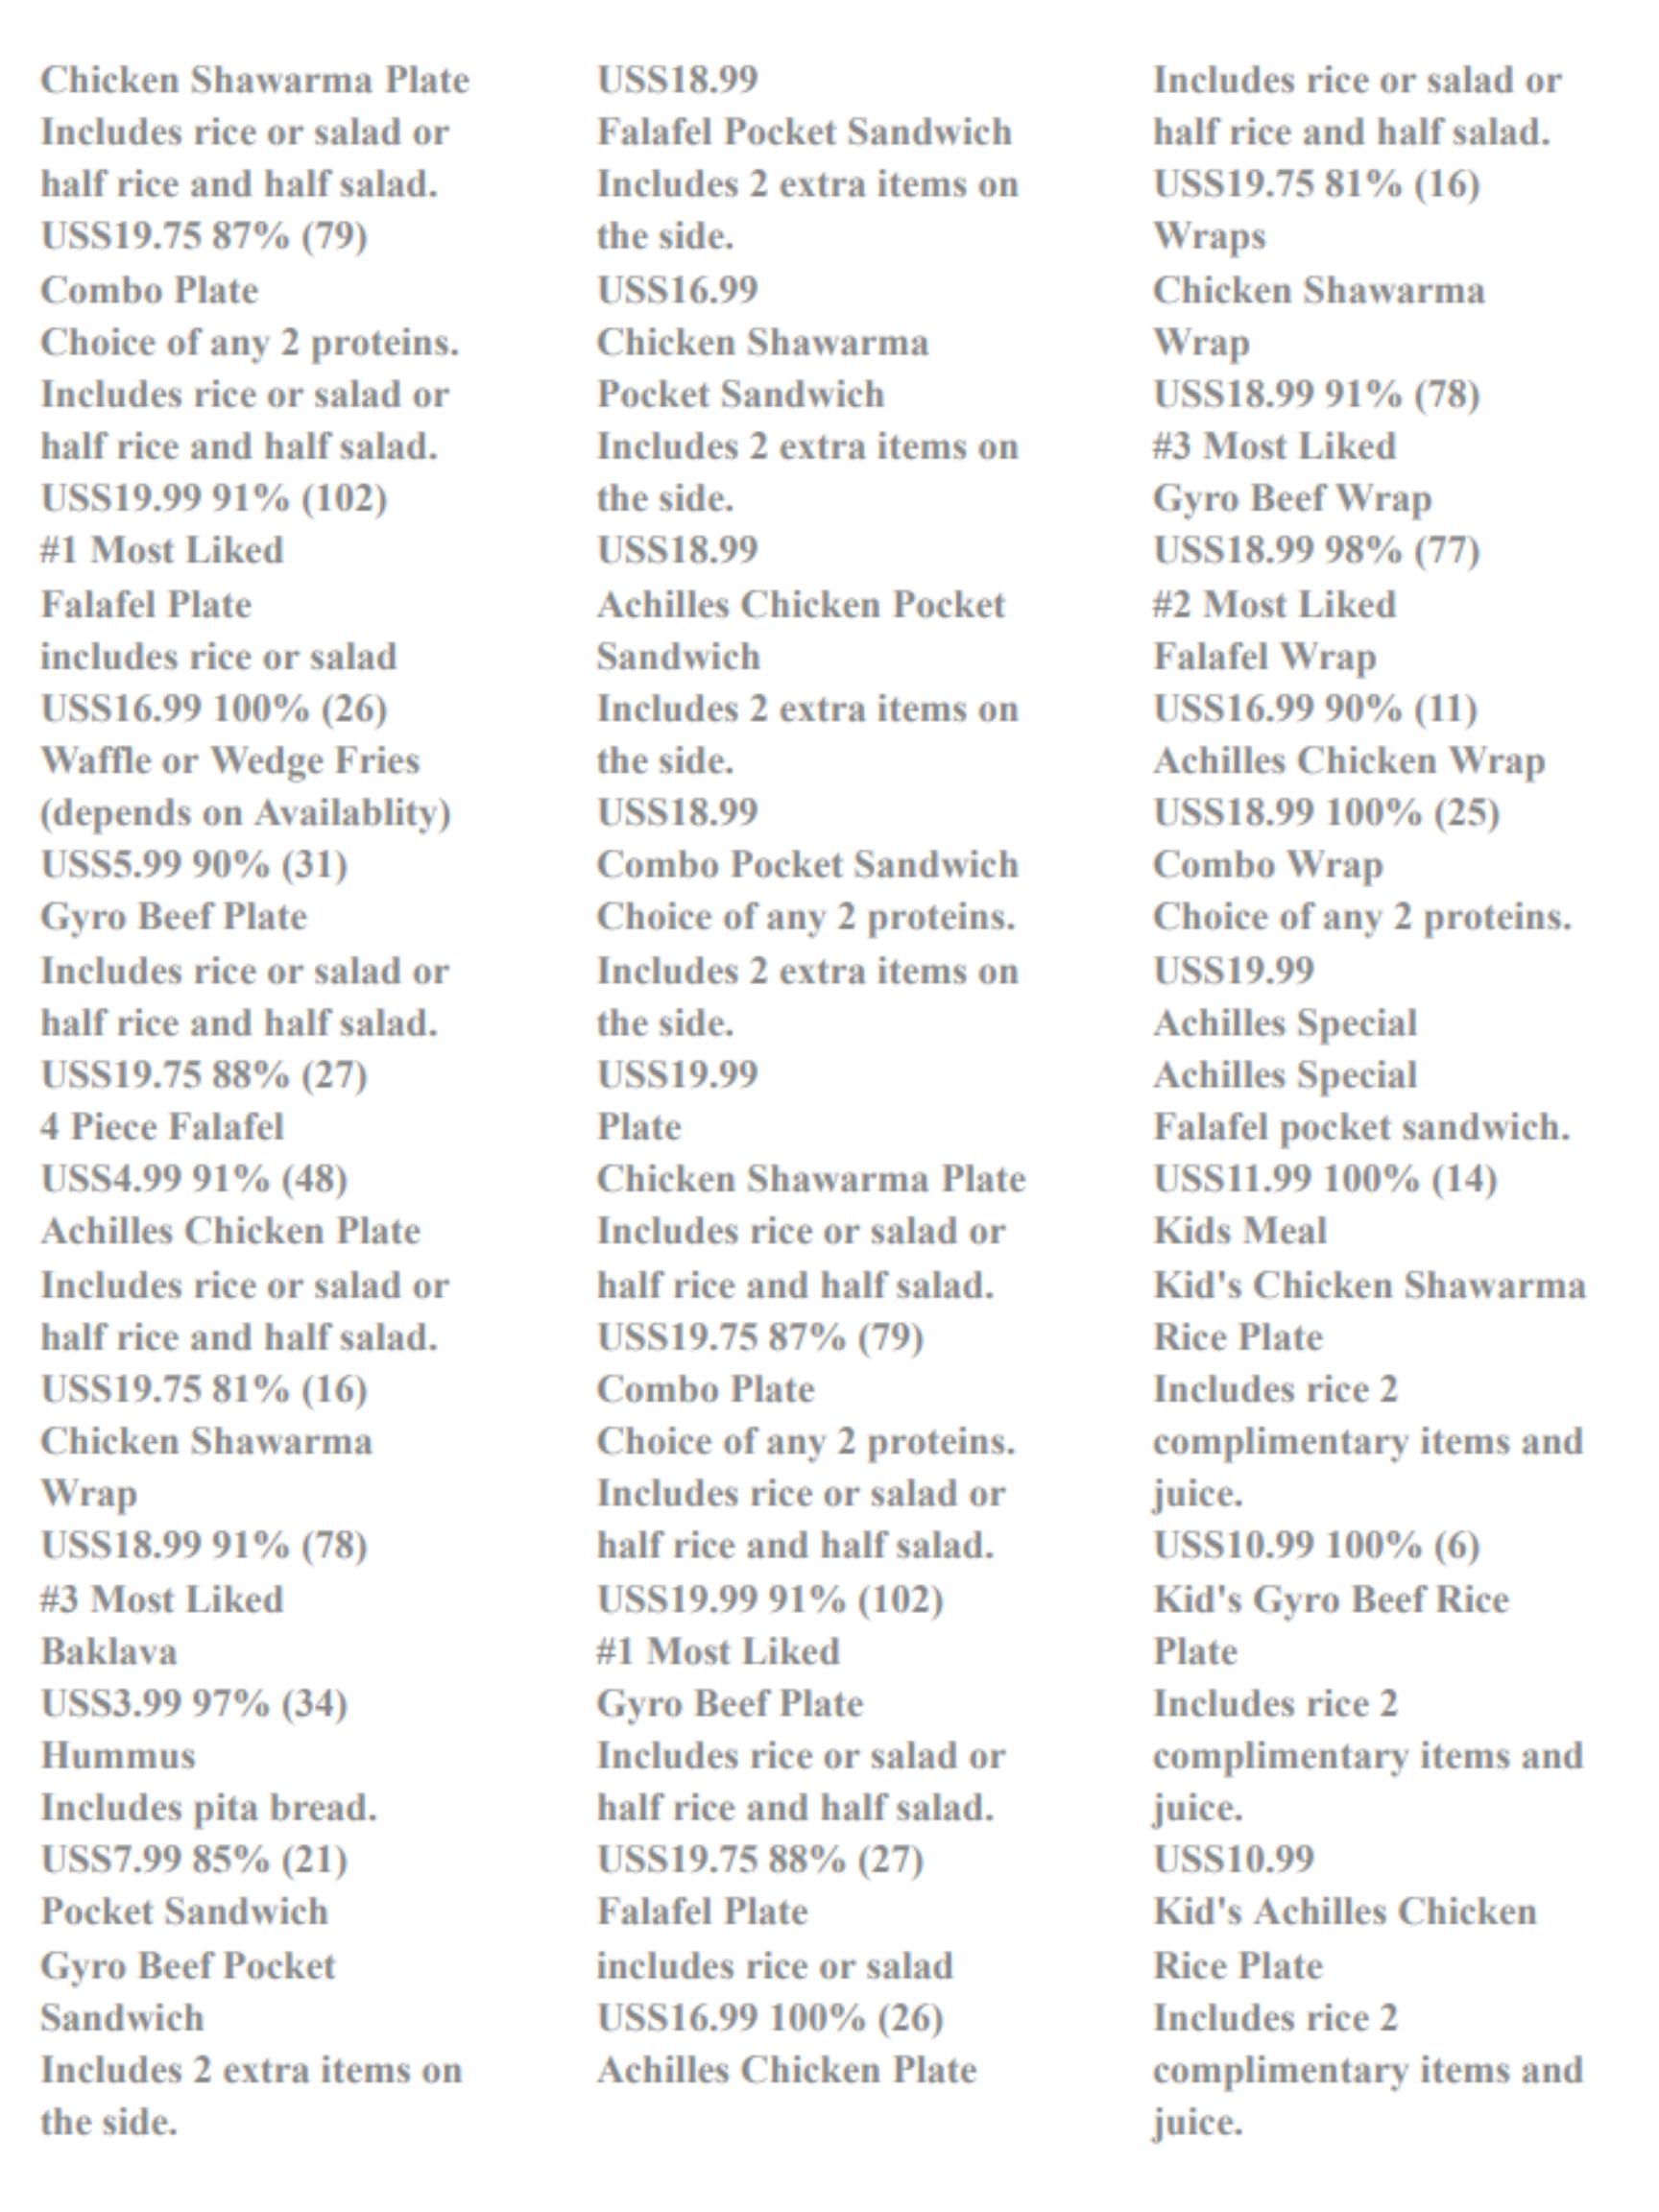 Chicken Shawarma Plate
Includes rice or salad or
half rice and half salad.
USS19.75 87% (79)
Combo Plate
Choice of any 2 proteins.
Includes rice or salad or
half rice and half salad.
USS19.99 91% (102)
#1 Most Liked
Falafel Plate
includes rice or salad
USS16.99 100% (26)
Waffle or Wedge Fries
(depends on Availablity)
USS5.99 90% (31)
Gyro Beef Plate
Includes rice or salad or
half rice and half salad.
USS19.75 88% (27)
4 Piece Falafel
USS4.99 91% (48)
Achilles Chicken Plate
Includes rice or salad or
half rice and half salad.
USS19.75 81% (16)
Chicken Shawarma
Wrap
USS18.99 91% (78)
#3 Most Liked
Baklava
USS3.99 97% (34)
Hummus
Includes pita bread.
USS7.99 85% (21)
Pocket Sandwich
Gyro Beef Pocket
Sandwich
Includes 2 extra items on
the side.
USS18.99
Falafel Pocket Sandwich
Includes 2 extra items on
the side.
USS16.99
Chicken Shawarma
Pocket Sandwich
Includes 2 extra items on
the side.
USS18.99
Achilles Chicken Pocket
Sandwich
Includes 2 extra items on
the side.
USS18.99
Combo Pocket Sandwich
Choice of any 2 proteins.
Includes 2 extra items on
the side.
USS19.99
Plate
Chicken Shawarma Plate
Includes rice or salad or
half rice and half salad.
USS19.75 87% (79)
Combo Plate
Choice of any 2 proteins.
Includes rice or salad or
half rice and half salad.
USS19.99 91% (102)
#1 Most Liked
Gyro Beef Plate
Includes rice or salad or
half rice and half salad.
USS19.75 88% (27)
Falafel Plate
includes rice or salad
USS16.99 100% (26)
Achilles Chicken Plate
Includes rice or salad or
half rice and half salad.
USS19.75 81% (16)
Wraps
Chicken Shawarma
Wrap
USS18.99 91% (78)
#3 Most Liked
Gyro Beef Wrap
USS18.99 98% (77)
#2 Most Liked
Falafel Wrap
USS16.99 90% (11)
Achilles Chicken Wrap
USS18.99 100% (25)
Combo Wrap
Choice of any 2 proteins.
USS19.99
Achilles Special
Achilles Special
Falafel pocket sandwich.
USS11.99 100% (14)
Kids Meal
Kid's Chicken Shawarma
Rice Plate
Includes rice 2
complimentary items and
juice.
USS10.99 100% (6)
Kid's Gyro Beef Rice
Plate
Includes rice 2
complimentary items and
juice.
USS10.99
Kid's Achilles Chicken
Rice Plate
Includes rice 2
complimentary items and
juice.